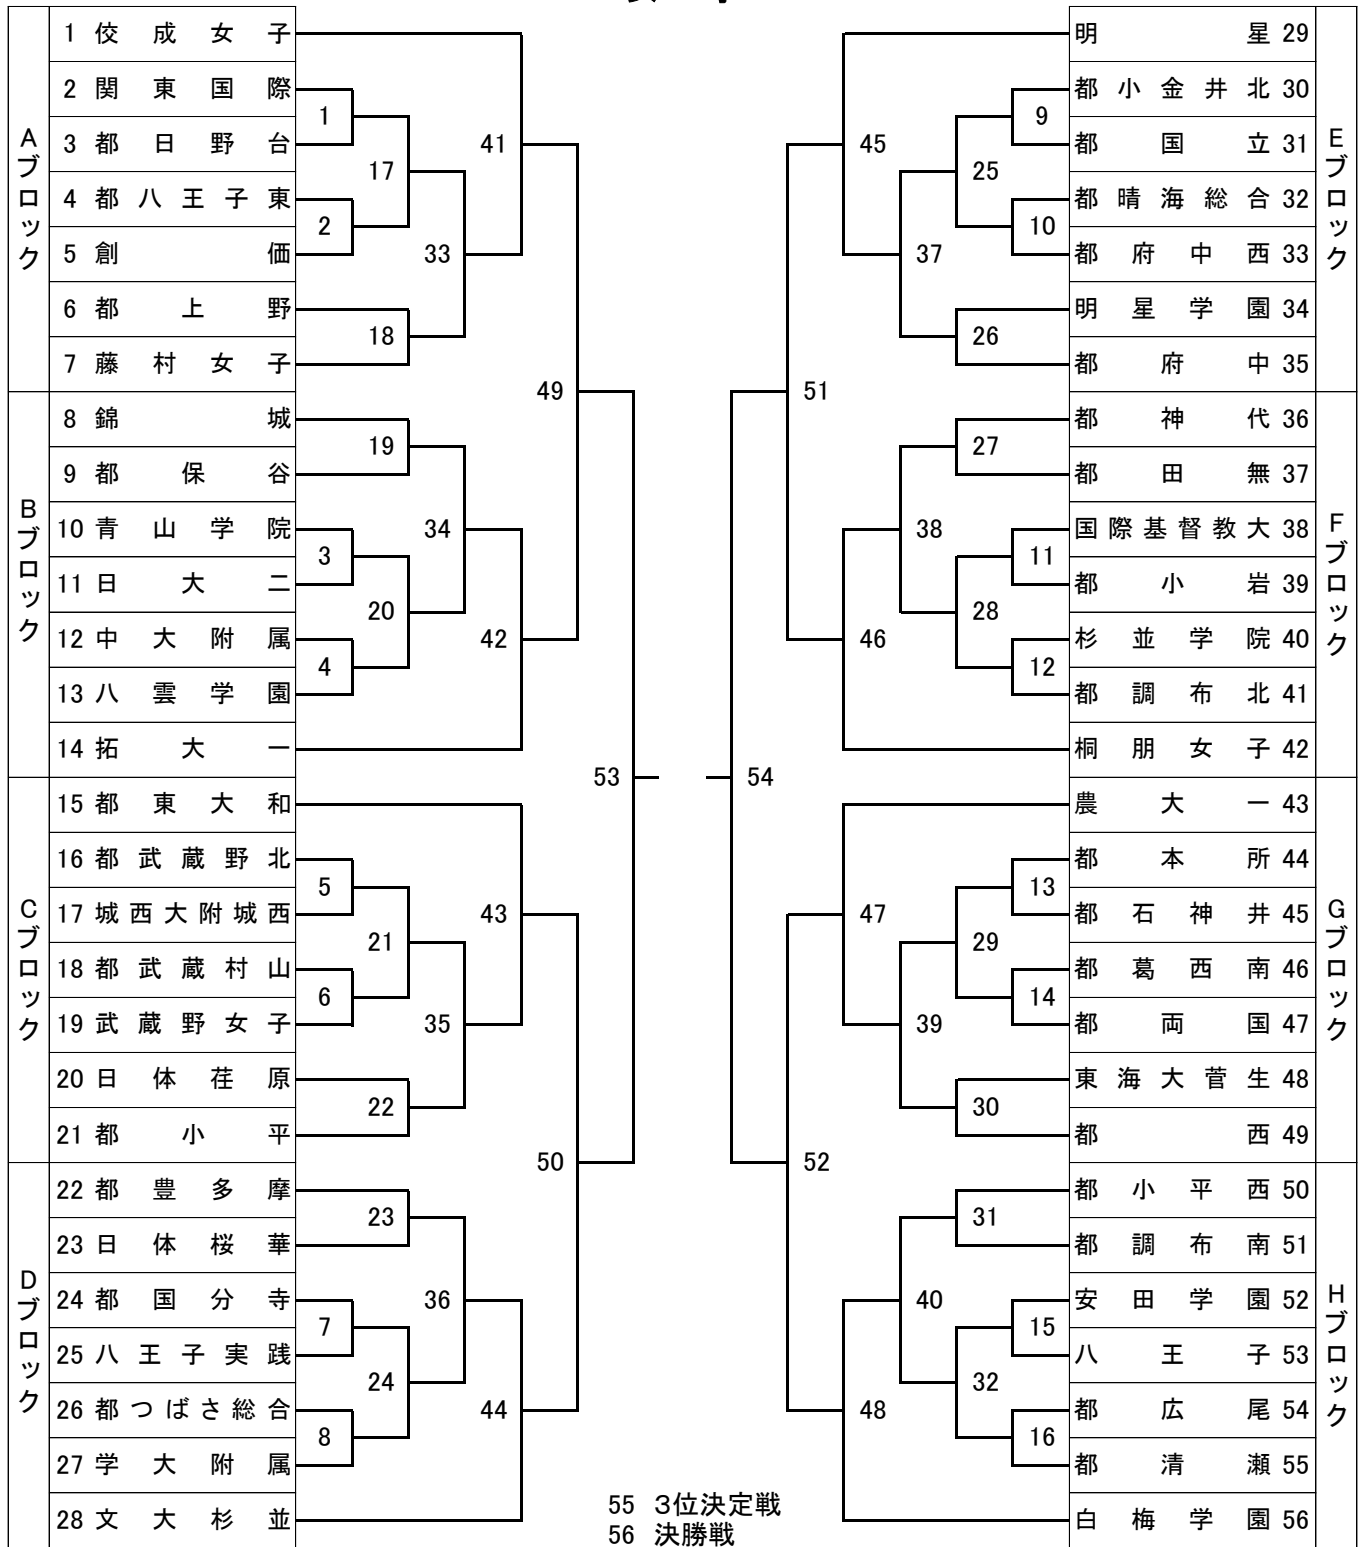 Aブロック
1 佼成女子
2 関東国際
3 都日野台
4 都八王子東
5 創価
6 都上野
7 藤村女子
Bブロック
8 錦城
9 都保谷
10 青山学院
11 日大二
12 中大附属
13 八雲学園
14 拓大一
Cブロック
15 都東大和
16 都武蔵野北
17 城西大附城西
18 都武蔵村山
19 武蔵野女子
20 日体荏原
21 都小平
Dブロック
22 都豊多摩
23 日体桜華
24 都国分寺
25 八王子実践
26 都つばさ総合
27 学大附属
28 文大杉並
1
2
3
4
5
6
7
8
17
18
19
20
21
22
23
24
33
34
35
36
41
42
43
44
49
50
53
54
51
52
45
46
47
48
37
38
39
40
25
26
27
28
29
30
31
32
9
10
11
12
13
14
15
16
Eブロック
明星 29
都小金井北 30
都国立 31
都晴海総合 32
都府中西 33
明星学園 34
都府中 35
Fブロック
都神代 36
都田無 37
国際基督教大 38
都小岩 39
杉並学院 40
都調布北 41
桐朋女子 42
Gブロック
農大一 43
都本所 44
都石神井 45
都葛西南 46
都両国 47
東海大菅生 48
都西 49
Hブロック
都小平西 50
都調布南 51
安田学園 52
八王子 53
都広尾 54
都清瀬 55
白梅学園 56
55 3位決定戦
56 決勝戦